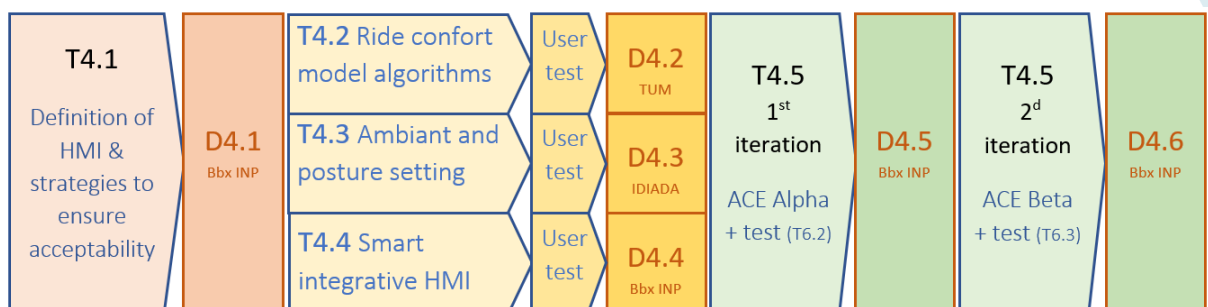 T4.1
Definition of
HMI &
strategies to
ensure
acceptability
D4.1
Bbx INP
T4.2 Ride confort
model algorithms
User
test
D4.2
TUM
T4.3 Ambiant and
posture setting
User
test
D4.3
IDIADA
T4.4 Smart
integrative HMI
User
test
D4.4
Bbx INP
T4.5
1st
iteration
ACE Alpha
+ test (T6.2)
D4.5
Bbx INP
T4.5
2d
iteration
ACE Beta
+ test (T6.3)
D4.6
Bbx INP